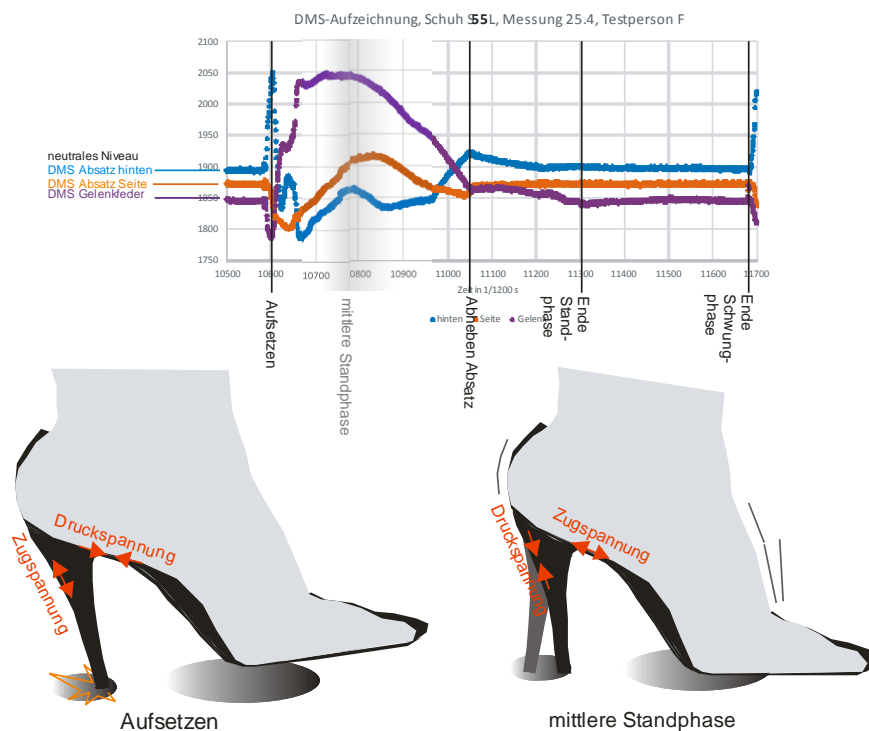 DMS-Aufzeichnung, Schuh S55L, Messung 25.4, Testperson F
2100
2050
2000
1950
1900
1850
1800
1750
neutrales Niveau
DMS Absatz hinten
DMS Absatz Seite
DMS Gelenkfeder
10500 10600 10700 10800 10900 11000 11100 11200 11300 11400 11500 11600 11700
Zeit in 1/1200 s
hinten Seite Gelenk
Aufsetzen
mittlere Standphase
Abheben Absatz
Ende
Stand-
phase
Ende
Schwung-
phase
Druckspannung
Zugspannung
Druckspannung
Zugspannung
Aufsetzen
mittlere Standphase